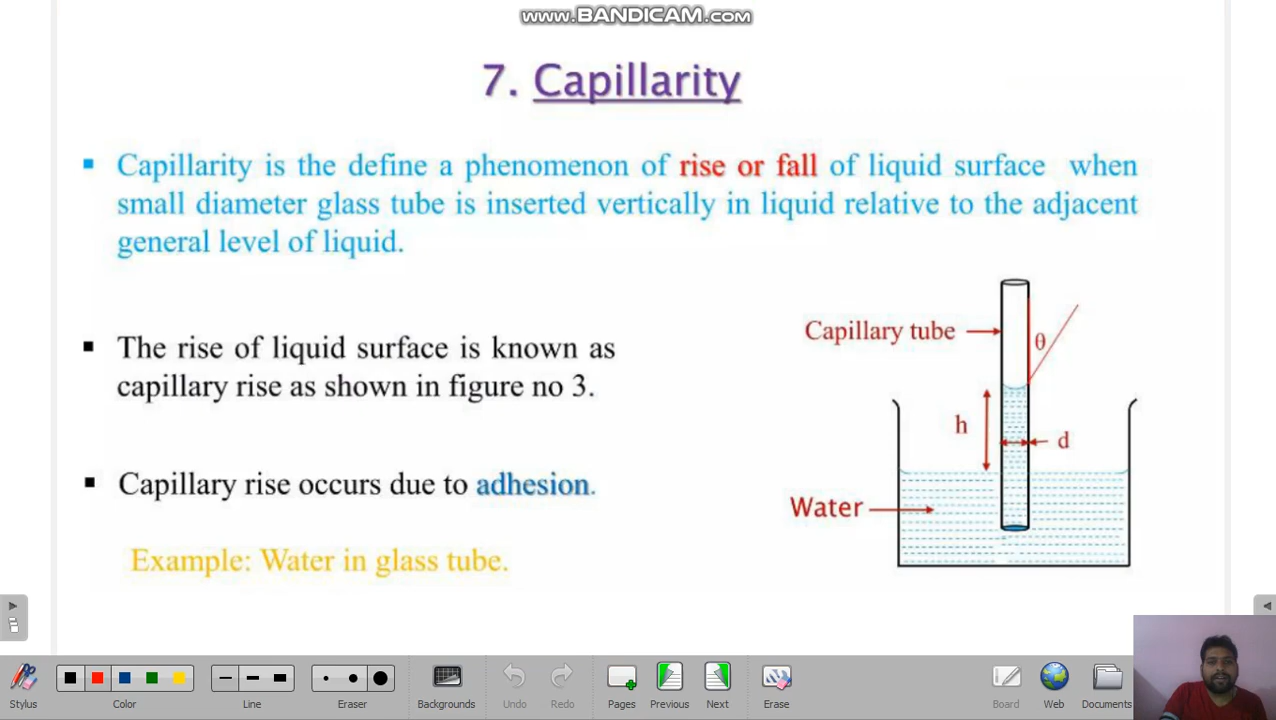 www.BANDICAM.com
7. Capillarity
▪ Capillarity is the define a phenomenon of rise or fall of liquid surface when
small diameter glass tube is inserted vertically in liquid relative to the adjacent
general level of liquid.
▪ The rise of liquid surface is known as
capillary rise as shown in figure no 3.
▪ Capillary rise occurs due to adhesion.
Example: Water in glass tube.
Capillary tube
θ
h
d
Water
Stylus
Color
Line
Eraser
Backgrounds
Undo
Redo
Pages
Previous
Next
Erase
Board
Web
Documents